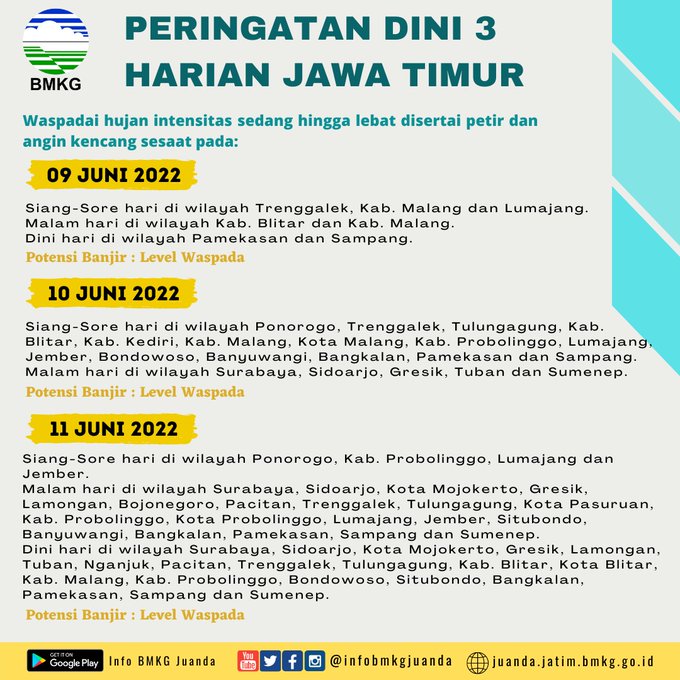 BMKG
PERINGATAN DINI 3
HARIAN JAWA TIMUR
Waspadai hujan intensitas sedang hingga lebat disertai petir dan
angin kencang sesaat pada:
09 JUNI 2022
Siang-Sore hari di wilayah Trenggalek, Kab. Malang dan Lumajang.
Malam hari di wilayah Kab. Blitar dan Kab. Malang.
Dini hari di wilayah Pamekasan dan Sampang.
Potensi Banjir : Level Waspada
10 JUNI 2022
Siang-Sore hari di wilayah Ponorogo, Trenggalek, Tulungagung, Kab.
Blitar, Kab. Kediri, Kab. Malang, Kota Malang, Kab. Probolinggo, Lumajang,
Jember, Bondowoso, Banyuwangi, Bangkalan, Pamekasan dan Sampang.
Malam hari di wilayah Surabaya, Sidoarjo, Gresik, Tuban dan Sumenep.
Potensi Banjir : Level Waspada
11 JUNI 2022
Siang-Sore hari di wilayah Ponorogo, Kab. Probolinggo, Lumajang dan
Jember.
Malam hari di wilayah Surabaya, Sidoarjo, Kota Mojokerto, Gresik,
Lamongan, Bojonegoro, Pacitan, Trenggalek, Tulungagung, Kota Pasuruan,
Kab. Probolinggo, Kota Probolinggo, Lumajang, Jember, Situbondo,
Banyuwangi, Bangkalan, Pamekasan, Sampang dan Sumenep.
Dini hari di wilayah Surabaya, Sidoarjo, Kota Mojokerto, Gresik, Lamongan,
Tuban, Nganjuk, Pacitan, Trenggalek, Tulungagung, Kab. Blitar, Kota Blitar,
Kab. Malang, Kab. Probolinggo, Bondowoso, Situbondo, Bangkalan,
Pamekasan, Sampang dan Sumenep.
Potensi Banjir : Level Waspada
GET IT ON
Google Play
Info BMKG Juanda
You Tube
@infobmkgjuanda
juanda.jatim.bmkg.go.id